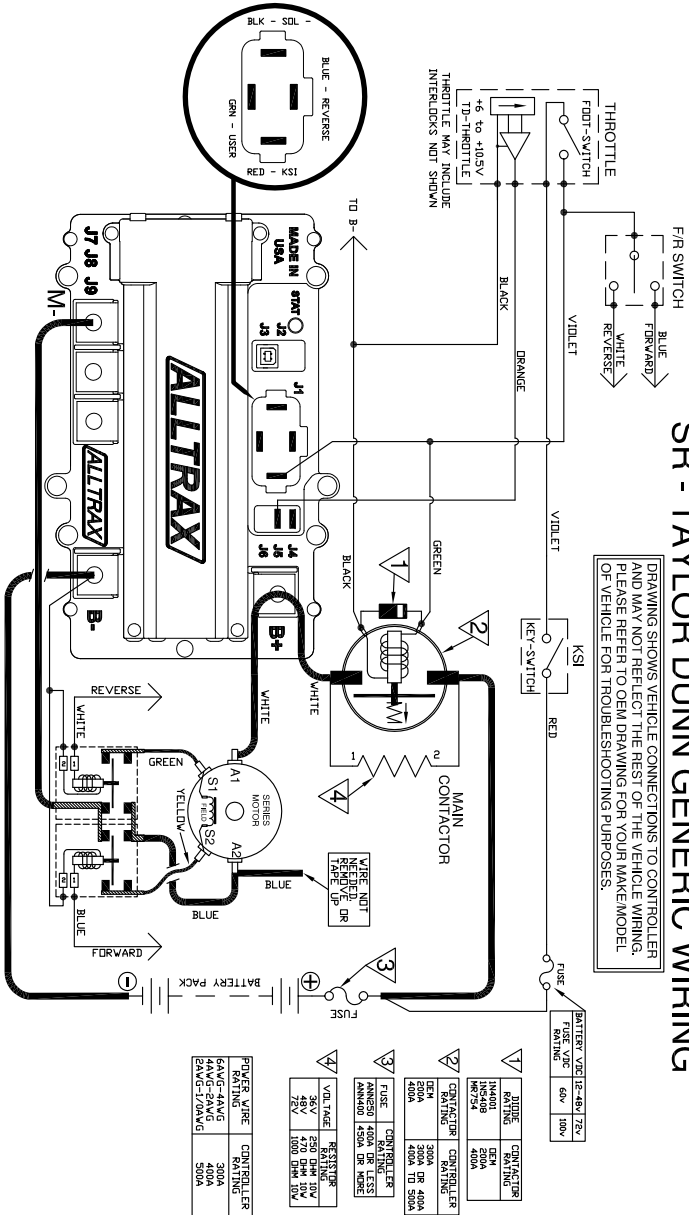 SR - TAYLOR DUNN GENERIC WIRING
DRAWING SHOWS VEHICLE CONNECTIONS TO CONTROLLER
AND MAY NOT REFLECT THE REST OF THE VEHICLE WIRING.
PLEASE REFER TO OEM DRAWING FOR YOUR MAKE/MODEL
OF VEHICLE FOR TROUBLESHOOTING PURPOSES.
F/R SWITCH
BLUE
FORWARD
WHITE
REVERSE
THROTTLE
FOOT-SWITCH
+6 to +10.5V
TD-THROTTLE
THROTTLE MAY INCLUDE
INTERLOCKS NOT SHOWN
VIOLET
VIOLET
ORANGE
BLACK
TO B-
KSI
KEY-SWITCH
RED
FUSE
BATTERY VDC 12-48v 72v
FUSE VDC RATING 60v 100v
BLK - SOL -
BLUE - REVERSE
GRN - USER
RED - KSI
MADE IN
USA
STAT
J2
J3
J1
J4
J5
J6
J7 J8 J9
M-
ALLTRAX
ALLTRAX
B-
B+
GREEN
BLACK
1
2
MAIN
CONTACTOR
1
2
4
WHITE
WHITE
A1
A2
S1
S2
SERIES
MOTOR
FIELD
GREEN
YELLOW
BLUE
BLUE
WIRE NOT
NEEDED.
REMOVE OR
TAPE UP
REVERSE
WHITE
BLUE
FORWARD
-
BATTERY PACK
+
FUSE
3
1
DIODE RATING CONTACTOR RATING
1N4001 OEM
1N5408 200A
MR754 400A
2
CONTACTOR RATING CONTROLLER RATING
OEM 300A
200A 300A OR 400A
400A 400A TO 500A
3
FUSE CONTROLLER RATING
ANN250 400A OR LESS
ANN400 450A OR MORE
4
VOLTAGE RESISTOR RATING
36V 250 OHM 10W
48V 470 OHM 10W
72V 1000 OHM 10W
POWER WIRE RATING CONTROLLER RATING
6AWG-4AWG 300A
4AWG-2AWG 400A
2AWG-1/0AWG 500A